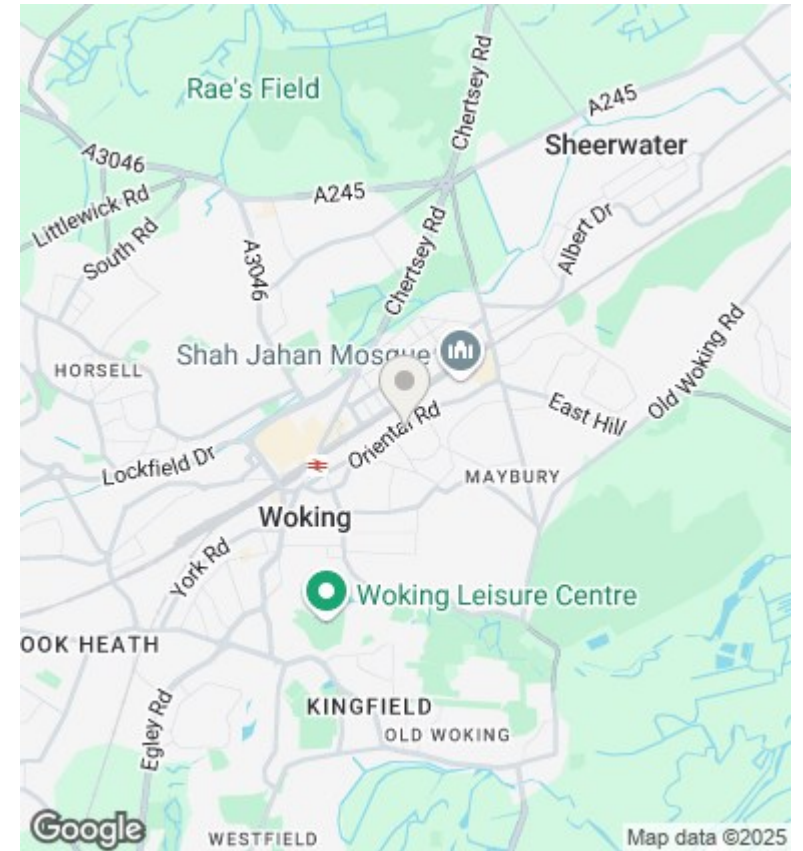 Rae's Field
Chertsey Rd
A245
Sheerwater
A3046
Littlewick Rd
South Rd
A245
A3046
Chertsey Rd
Albert Dr
HORSELL
Shah Jahan Mosque
Old Woking Rd
East Hill
Oriental Rd
Lockfield Dr
MAYBURY
Woking
York Rd
Woking Leisure Centre
OOK HEATH
Egley Rd
KINGFIELD
OLD WOKING
WESTFIELD
Google
Map data ©2025